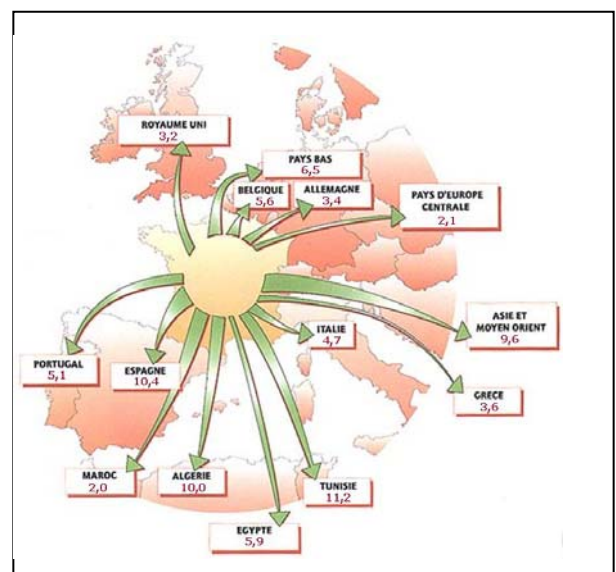 ROYAUME UNI
3,2
PAYS BAS
6,5
BELGIQUE
5,6
ALLEMAGNE
3,4
PAYS D'EUROPE
CENTRALE
2,1
ASIE ET
MOYEN ORIENT
9,6
ITALIE
4,7
PORTUGAL
5,1
ESPAGNE
10,4
GRECE
3,6
MAROC
2,0
ALGERIE
10,0
TUNISIE
11,2
EGYPTE
5,9